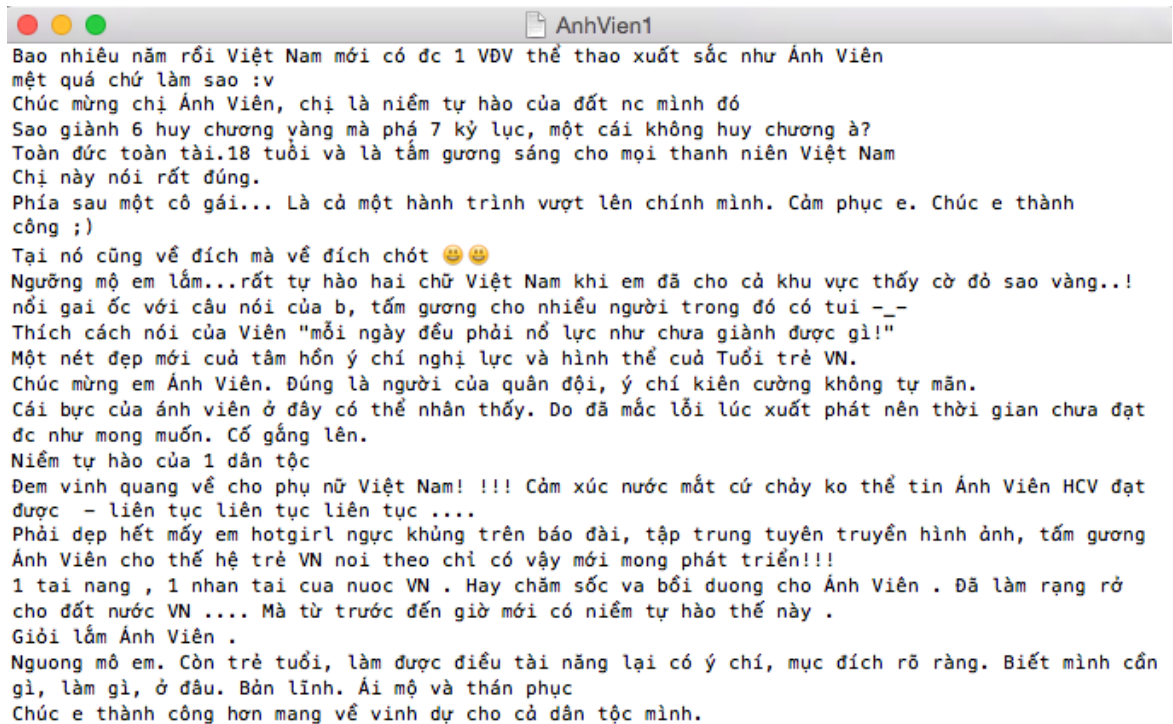 AnhVien1
Bao nhiêu năm rồi Việt Nam mới có đc 1 VĐV thể thao xuất sắc như Ánh Viên
mệt quá chứ làm sao :v
Chúc mừng chị Ánh Viên, chị là niềm tự hào của đất nc mình đó
Sao giành 6 huy chương vàng mà phá 7 kỷ lục, một cái không huy chương à?
Toàn đức toàn tài.18 tuổi và là tấm gương sáng cho mọi thanh niên Việt Nam
Chị này nói rất đúng.
Phía sau một cô gái... Là cả một hành trình vượt lên chính mình. Cảm phục e. Chúc e thành
công ;)
Tại nó cũng về đích mà về đích chót 😀😀
Ngưỡng mộ em lắm...rất tự hào hai chữ Việt Nam khi em đã cho cả khu vực thấy cờ đỏ sao vàng..!
nổi gai ốc với câu nói của b, tấm gương cho nhiều người trong đó có tui -_-
Thích cách nói của Viên "mỗi ngày đều phải nổ lực như chưa giành được gì!"
Một nét đẹp mới cuả tâm hồn ý chí nghị lực và hình thể cuả Tuổi trẻ VN.
Chúc mừng em Ánh Viên. Đúng là người của quân đội, ý chí kiên cường không tự mãn.
Cái bực của ánh viên ở đây có thể nhân thấy. Do đã mắc lỗi lúc xuất phát nên thời gian chưa đạt
đc như mong muốn. Cố gắng lên.
Niềm tự hào của 1 dân tộc
Đem vinh quang về cho phụ nữ Việt Nam! !!! Cảm xúc nước mắt cứ chảy ko thể tin Ánh Viên HCV đạt
được  - liên tục liên tục liên tục ....
Phải dẹp hết mấy em hotgirl ngực khủng trên báo đài, tập trung tuyên truyền hình ảnh, tấm gương
Ánh Viên cho thế hệ trẻ VN noi theo chỉ có vậy mới mong phát triển!!!
1 tai nang , 1 nhan tai cua nuoc VN . Hay chăm sốc va bồi duong cho Ánh Viên . Đã làm rạng rở
cho đất nước VN .... Mà từ trước đến giờ mới có niềm tự hào thế này .
Giỏi lắm Ánh Viên .
Nguong mô em. Còn trẻ tuổi, làm được điều tài năng lại có ý chí, mục đích rõ ràng. Biết mình cần
gì, làm gì, ở đâu. Bản lĩnh. Ái mộ và thán phục
Chúc e thành công hơn mang về vinh dự cho cả dân tộc mình.